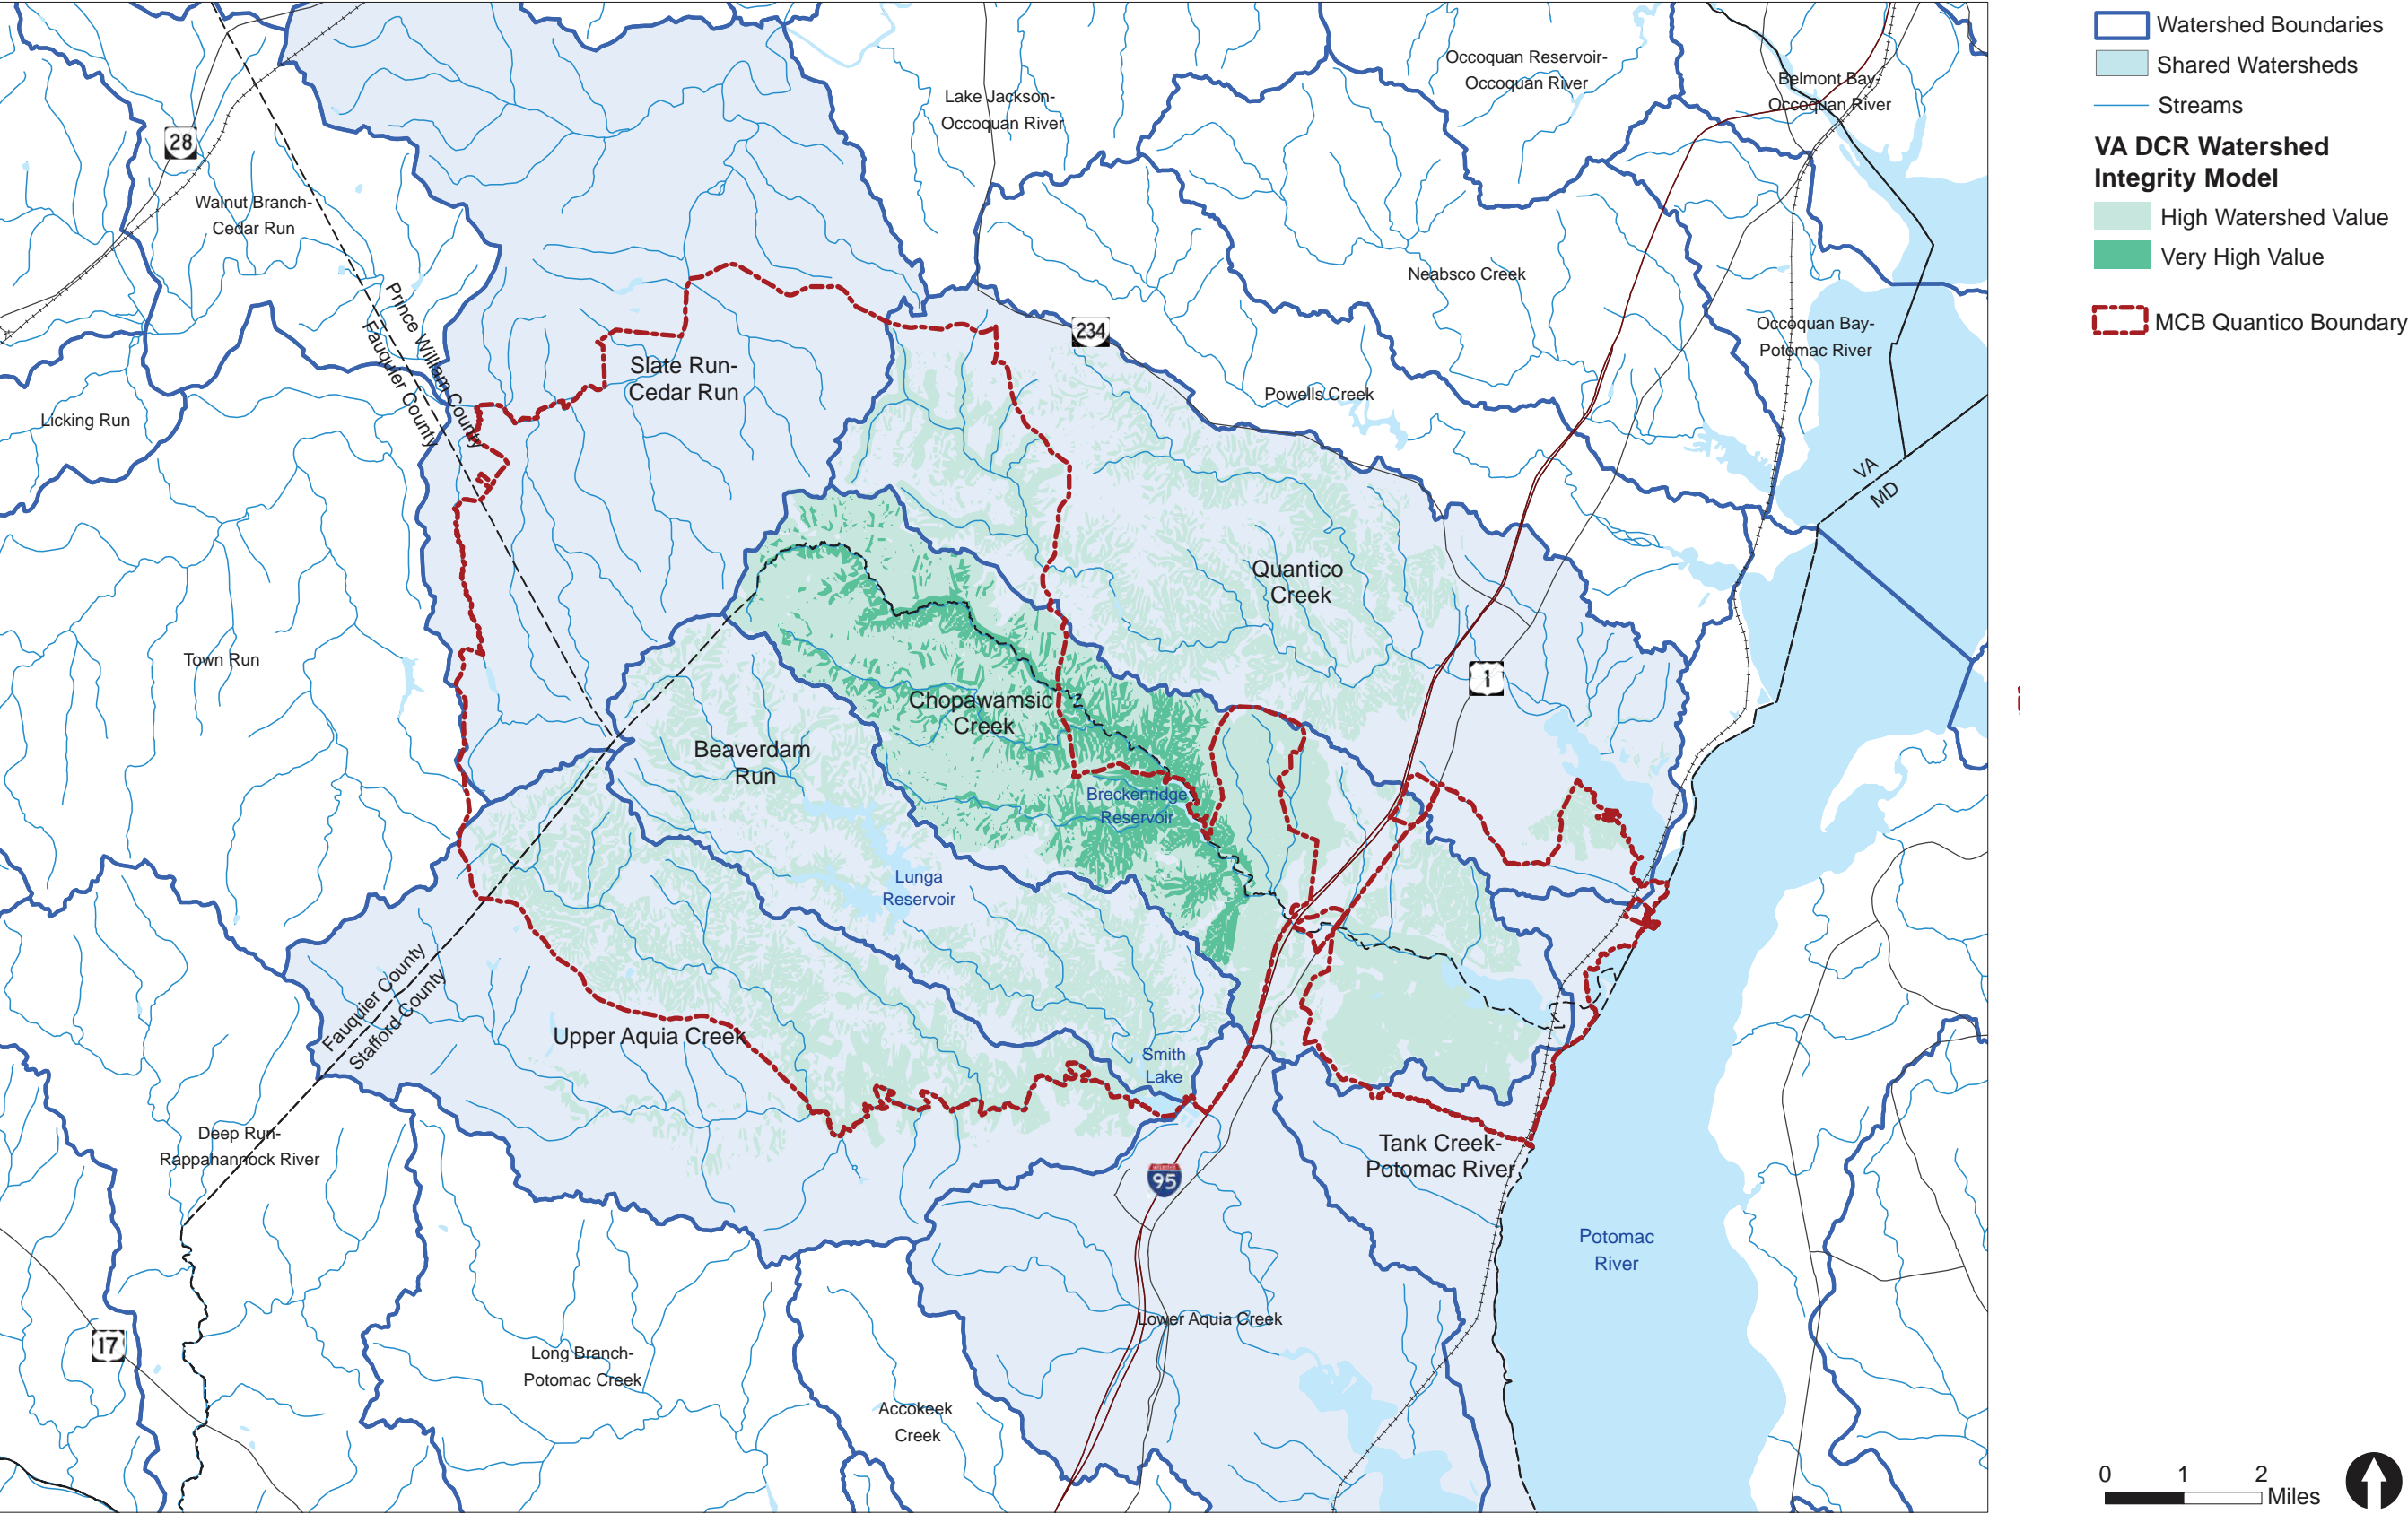 Watershed Boundaries
Shared Watersheds
Streams
VA DCR Watershed
Integrity Model
High Watershed Value
Very High Value
MCB Quantico Boundary
Occoquan Reservoir-
Occoquan River
Belmont Bay-
Occoquan River
Lake Jackson-
Occoquan River
28
Walnut Branch-
Cedar Run
Neabsco Creek
Prince William County
Fauquier County
234
Occoquan Bay-
Potomac River
Slate Run-
Cedar Run
Powells Creek
Licking Run
VA
MD
Quantico
Creek
Town Run
1
Chopawamsic
Creek
Beaverdam
Run
Breckenridge
Reservoir
Lunga
Reservoir
Fauquier County
Stafford County
Upper Aquia Creek
Smith
Lake
Deep Run-
Rappahannock River
Tank Creek-
Potomac River
95
Potomac
River
Lower Aquia Creek
17
Long Branch-
Potomac Creek
Accokeek
Creek
0 1 2
Miles